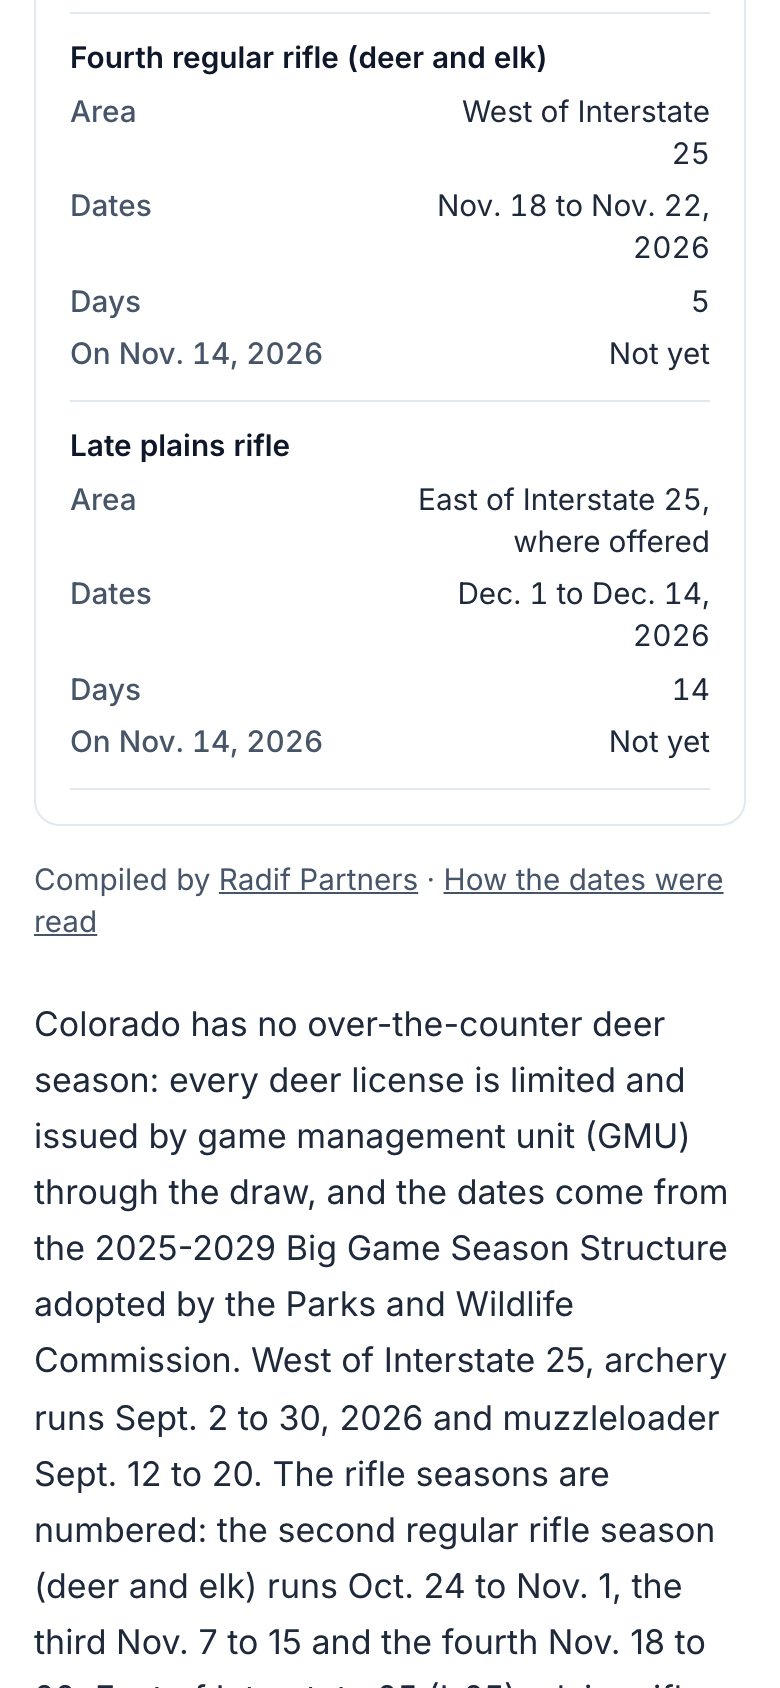 Fourth regular rifle (deer and elk)
Area West of Interstate
25
Dates Nov. 18 to Nov. 22,
2026
Days 5
On Nov. 14, 2026 Not yet
Late plains rifle
Area East of Interstate 25,
where offered
Dates Dec. 1 to Dec. 14,
2026
Days 14
On Nov. 14, 2026 Not yet
Compiled by Radif Partners · How the dates were
read
Colorado has no over-the-counter deer
season: every deer license is limited and
issued by game management unit (GMU)
through the draw, and the dates come from
the 2025-2029 Big Game Season Structure
adopted by the Parks and Wildlife
Commission. West of Interstate 25, archery
runs Sept. 2 to 30, 2026 and muzzleloader
Sept. 12 to 20. The rifle seasons are
numbered: the second regular rifle season
(deer and elk) runs Oct. 24 to Nov. 1, the
third Nov. 7 to 15 and the fourth Nov. 18 to